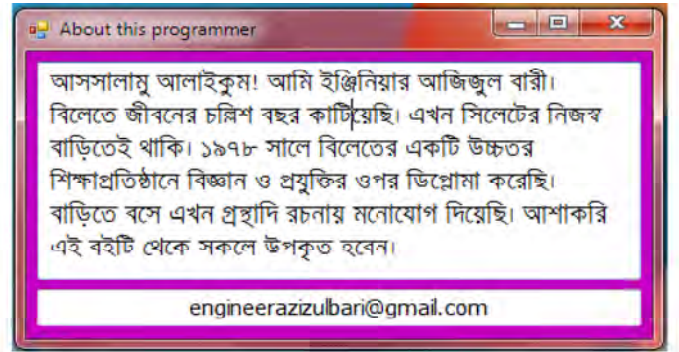 About this programmer
আসসালামু আলাইকুম! আমি ইঞ্জিনিয়ার আজিজুল বারী।
বিলেতে জীবনের চল্লিশ বছর কাটিয়েছি। এখন সিলেটের নিজস্ব
বাড়িতেই থাকি। ১৯৭৮ সালে বিলেতের একটি উচ্চতর
শিক্ষাপ্রতিষ্ঠানে বিজ্ঞান ও প্রযুক্তির ওপর ডিপ্লোমা করেছি।
বাড়িতে বসে এখন গ্রন্থাদি রচনায় মনোযোগ দিয়েছি। আশাকরি
এই বইটি থেকে সকলে উপকৃত হবেন।
engineerazizulbari@gmail.com